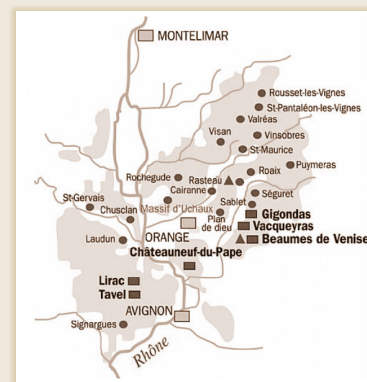 MONTELIMAR
Rousset-les-Vignes
St-Pantaléon-les-Vignes
Valréas
Visan
Vinsobres
St-Maurice
Puymeras
Rochegude
Rasteau
Roaix
Cairanne
St-Gervais
Massif d'Uchaux
Séguret
Chusclan
Sablet
Plan
de dieu
Gigondas
Laudun
ORANGE
Vacqueyras
Beaumes de Venise
Châteauneuf-du-Pape
Lirac
Tavel
AVIGNON
Signargues
Rhône